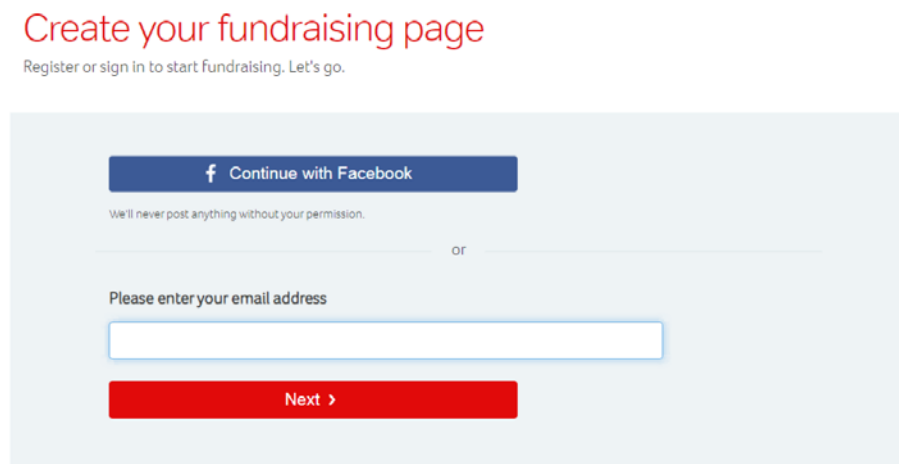 Create your fundraising page
Register or sign in to start fundraising. Let's go.
Continue with Facebook
We'll never post anything without your permission.
or
Please enter your email address
Next